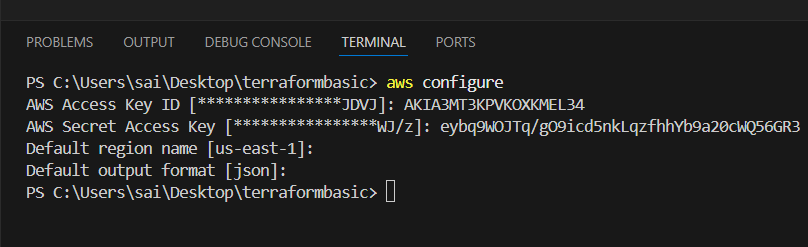 PROBLEMS OUTPUT DEBUG CONSOLE TERMINAL PORTS
PS C:\Users\sai\Desktop\terraformbasic> aws configure
AWS Access Key ID [****************JDVJ]: AKIA3MT3KPVKOXKMEL34
AWS Secret Access Key [****************WJ/z]: 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
Default region name [us-east-1]:
Default output format [json]:
PS C:\Users\sai\Desktop\terraformbasic>